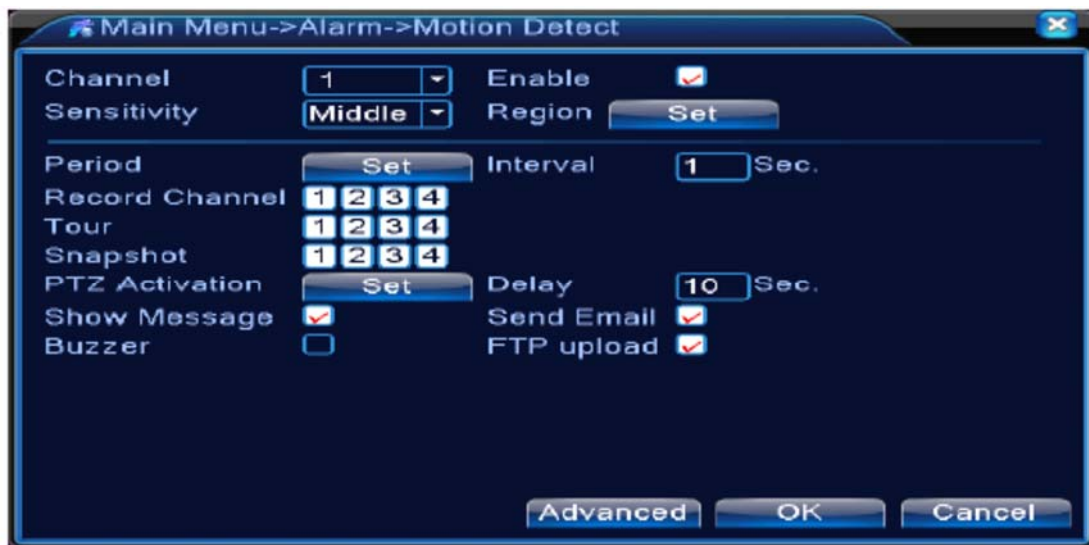 Main Menu->Alarm->Motion Detect
Channel 1 Enable
Sensitivity Middle Region Set
Period Set Interval 1 Sec.
Record Channel 1 2 3 4
Tour 1 2 3 4
Snapshot 1 2 3 4
PTZ Activation Set Delay 10 Sec.
Show Message Send Email
Buzzer FTP upload
Advanced OK Cancel